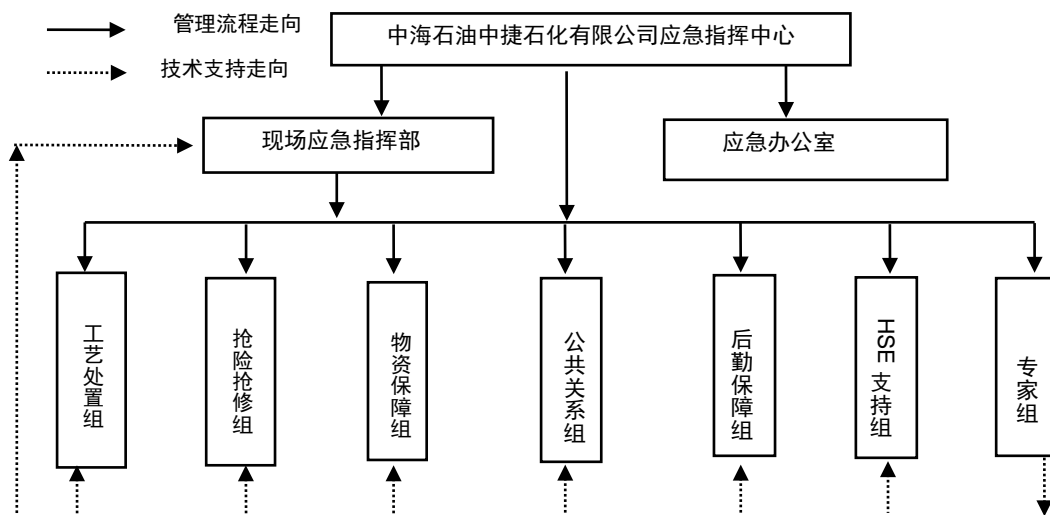 管理流程走向
中海石油中捷石化有限公司应急指挥中心
技术支持走向
现场应急指挥部
应急办公室
工艺处置组
抢险抢修组
物资保障组
公共关系组
后勤保障组
HSE 支持组
专家组